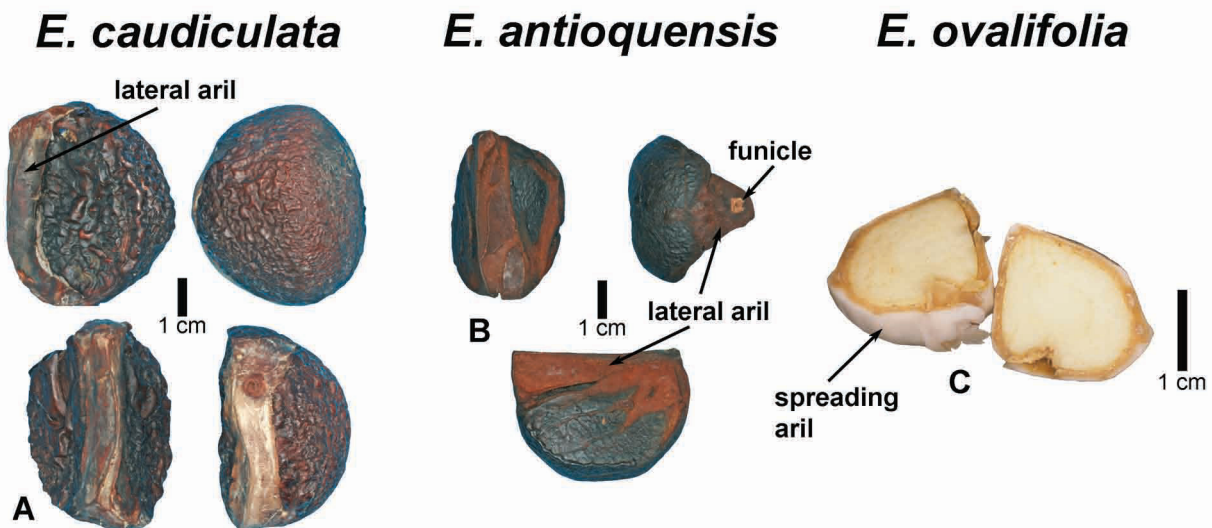 E. caudiculata
E. antioquensis
E. ovalifolia
lateral aril
1 cm
A
funicle
lateral aril
1 cm
B
spreading
aril
C
1 cm